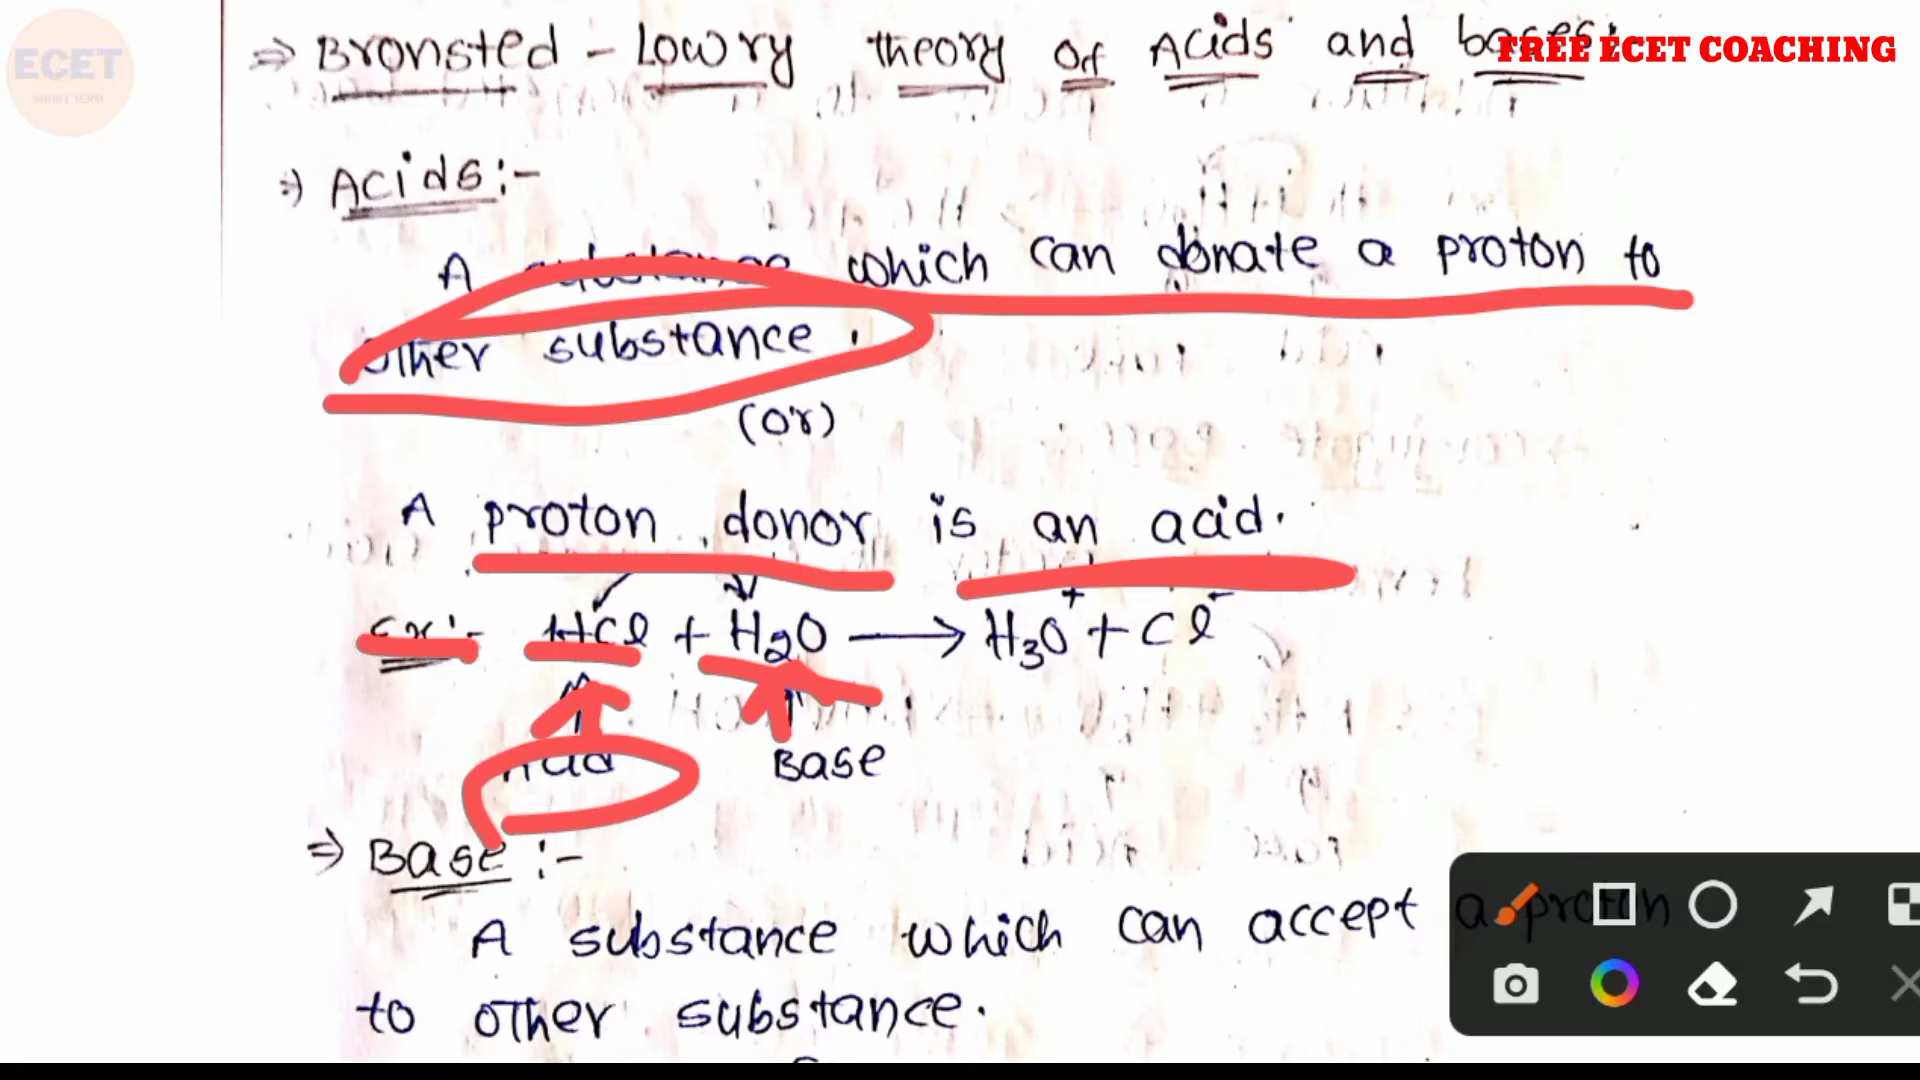 ECET
⇒ Bronsted - Lowry theory of Acids and bases:
FREE ECET COACHING
⇒ Acids:-
A substance which can donate a proton to
other substance.
(or)
A proton donor is an acid.
Ex:- HCl + H₂O ⟶ H₃O⁺ + Cl⁻
Acid Base
⇒ Base :-
A substance which can accept a proton
to other substance.